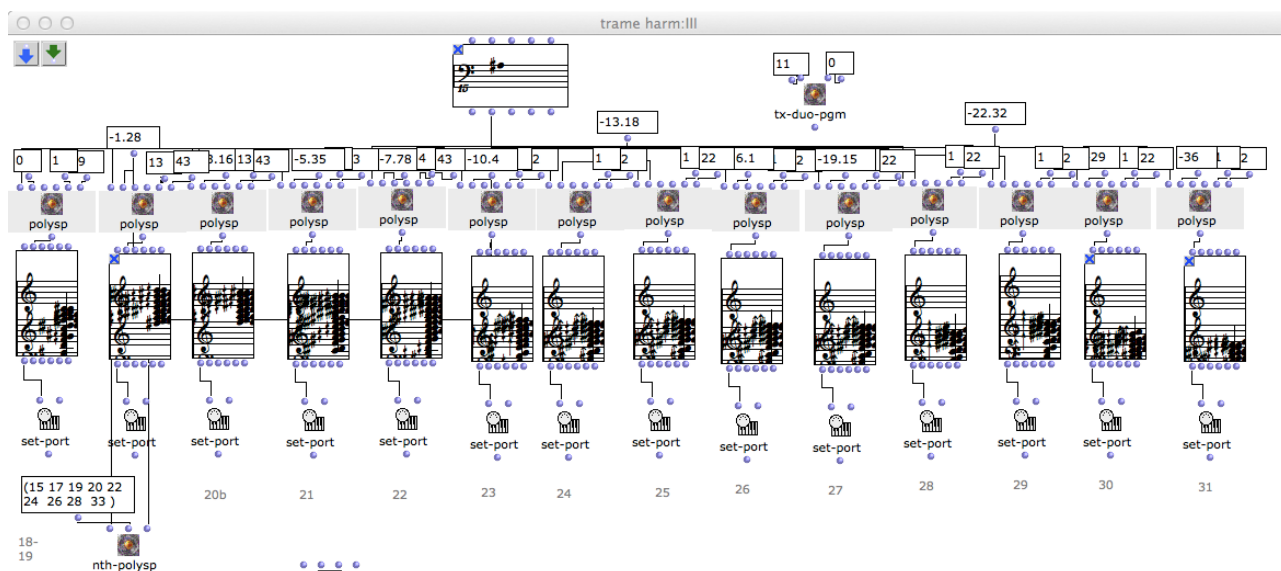 trame harm:III
15
11
0
tx-duo-pgm
-1.28
-13.18
-22.32
0
1
9
13
43
3.16
13
43
-5.35
3
-7.78
4
43
-10.4
2
1
2
1
22
6.1
2
-19.15
22
1
22
1
2
29
1
22
-36
1
2
polysp
polysp
polysp
polysp
polysp
polysp
polysp
polysp
polysp
polysp
polysp
polysp
polysp
polysp
set-port
set-port
set-port
set-port
set-port
set-port
set-port
set-port
set-port
set-port
set-port
set-port
set-port
set-port
(15 17 19 20 22
24 26 28 33 )
20b
21
22
23
24
25
26
27
28
29
30
31
18-
19
nth-polysp